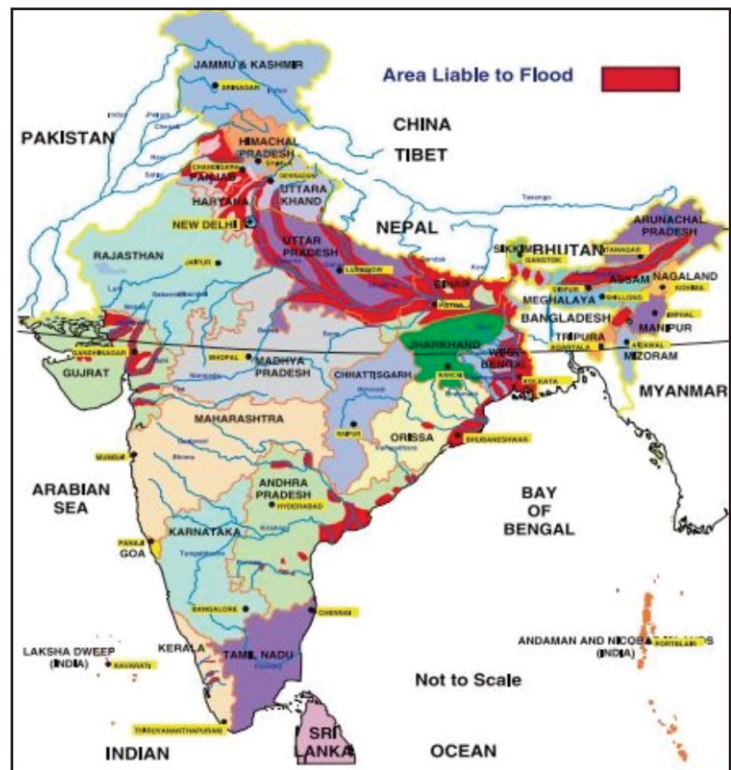 JAMMU & KASHMIR
SRINAGAR
Area Liable to Flood
PAKISTAN
CHINA
TIBET
HIMACHAL
PRADESH
CHANDIGARH
PANJAB
DEHRADUN
UTTARA
KHAND
HARYANA
NEW DELHI
NEPAL
ARUNACHAL
PRADESH
RAJASTHAN
JAIPUR
UTTAR
PRADESH
LUCKNOW
SIKKIM
GANGTOK
BHUTAN
ITANAGAR
ASSAM
NAGALAND
KOHIMA
DISPUR
MEGHALAYA
SHILLONG
BIHAR
PATNA
BANGLADESH
IMPHAL
MANIPUR
TRIPURA
AGARTALA
AIZAWAL
MIZORAM
GANDHINAGAR
GUJRAT
BHOPAL
MADHYA
PRADESH
JHARKHAND
RANCHI
WEST
BENGAL
KOLKATA
CHHATTISGARH
MYANMAR
MAHARASHTRA
RAIPUR
ORISSA
BHUBANESHWAR
MUMBAI
ARABIAN
SEA
ANDHRA
PRADESH
HYDERABAD
BAY
OF
BENGAL
KARNATAKA
PANAJI
GOA
BANGALORE
CHENNAI
LAKSHA DWEEP
(INDIA)
KAVARATI
KERALA
TAMIL NADU
ANDAMAN AND NICOBAR ISLANDS
(INDIA)
PORTBLAIR
Not to Scale
THIRUVANANTHAPURAM
SRI
LANKA
INDIAN
OCEAN